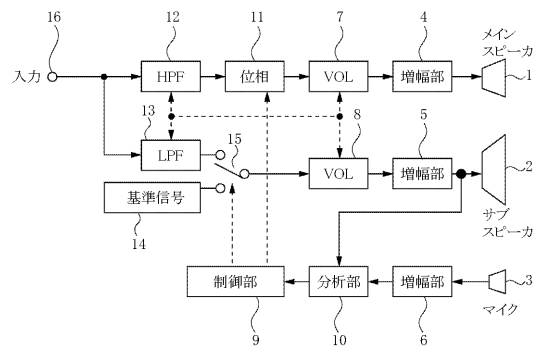 16
12
11
7
4
メイン
スピーカ
入力
HPF
位相
VOL
増幅部
1
13
15
8
5
LPF
VOL
増幅部
2
基準信号
14
サブ
スピーカ
制御部
分析部
増幅部
3
マイク
9
10
6